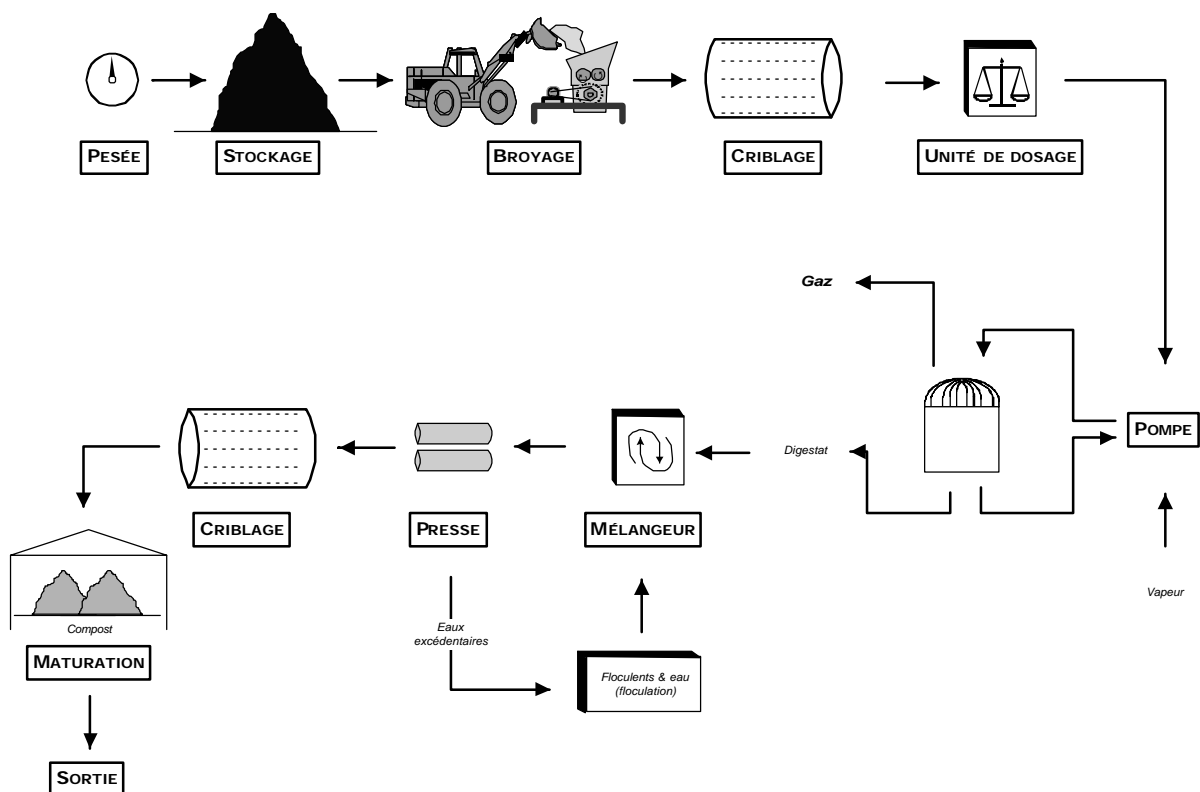 PESÉE
STOCKAGE
BROYAGE
CRIBLAGE
UNITÉ DE DOSAGE
Gaz
POMPE
Digestat
CRIBLAGE
PRESSE
MÉLANGEUR
Vapeur
Compost
Eaux
excédentaires
MATURATION
Floculents & eau
(floculation)
SORTIE